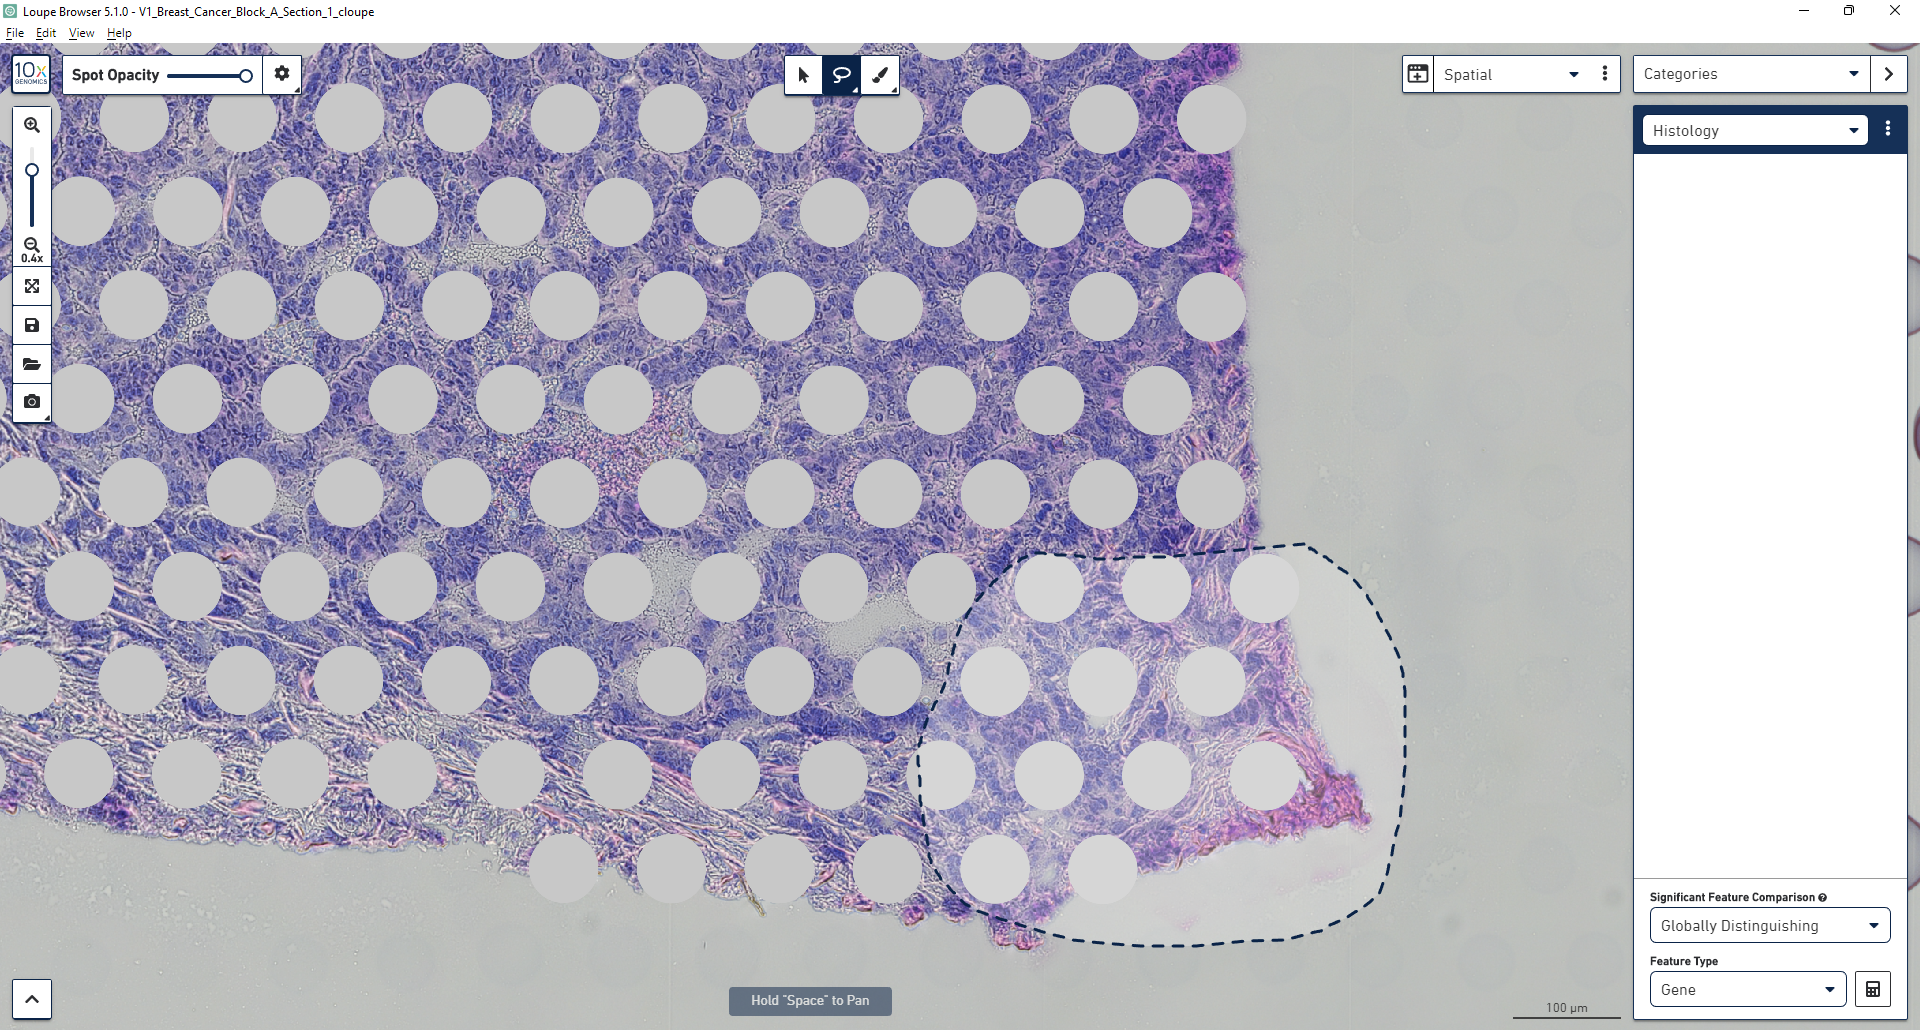 Loupe Browser 5.1.0 - V1_Breast_Cancer_Block_A_Section_1_cloupe
File Edit View Help
10x
GENOMICS
Spot Opacity
Spatial
Categories
Histology
0.4x
Significant Feature Comparison
Globally Distinguishing
Feature Type
Gene
Hold "Space" to Pan
100 µm